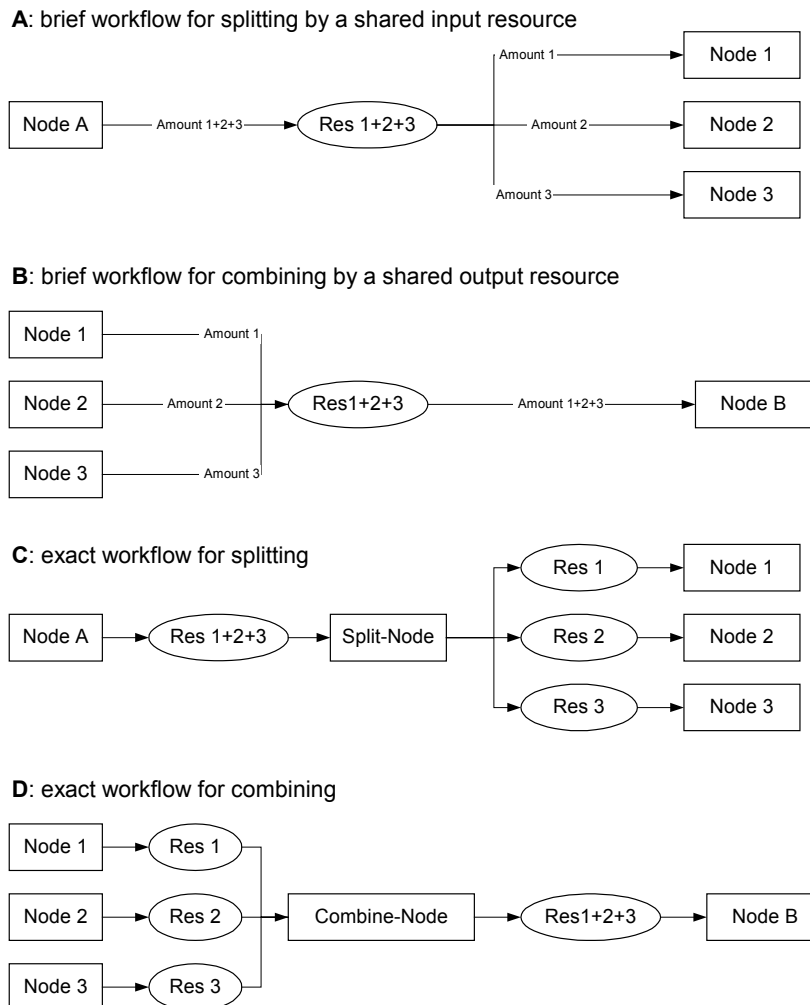 A: brief workflow for splitting by a shared input resource
Amount 1
Node 1
Node A
Amount 1+2+3
Res 1+2+3
Amount 2
Node 2
Amount 3
Node 3
B: brief workflow for combining by a shared output resource
Node 1
Amount 1
Node 2
Amount 2
Res1+2+3
Amount 1+2+3
Node B
Node 3
Amount 3
C: exact workflow for splitting
Res 1
Node 1
Node A
Res 1+2+3
Split-Node
Res 2
Node 2
Res 3
Node 3
D: exact workflow for combining
Node 1
Res 1
Node 2
Res 2
Combine-Node
Res1+2+3
Node B
Node 3
Res 3